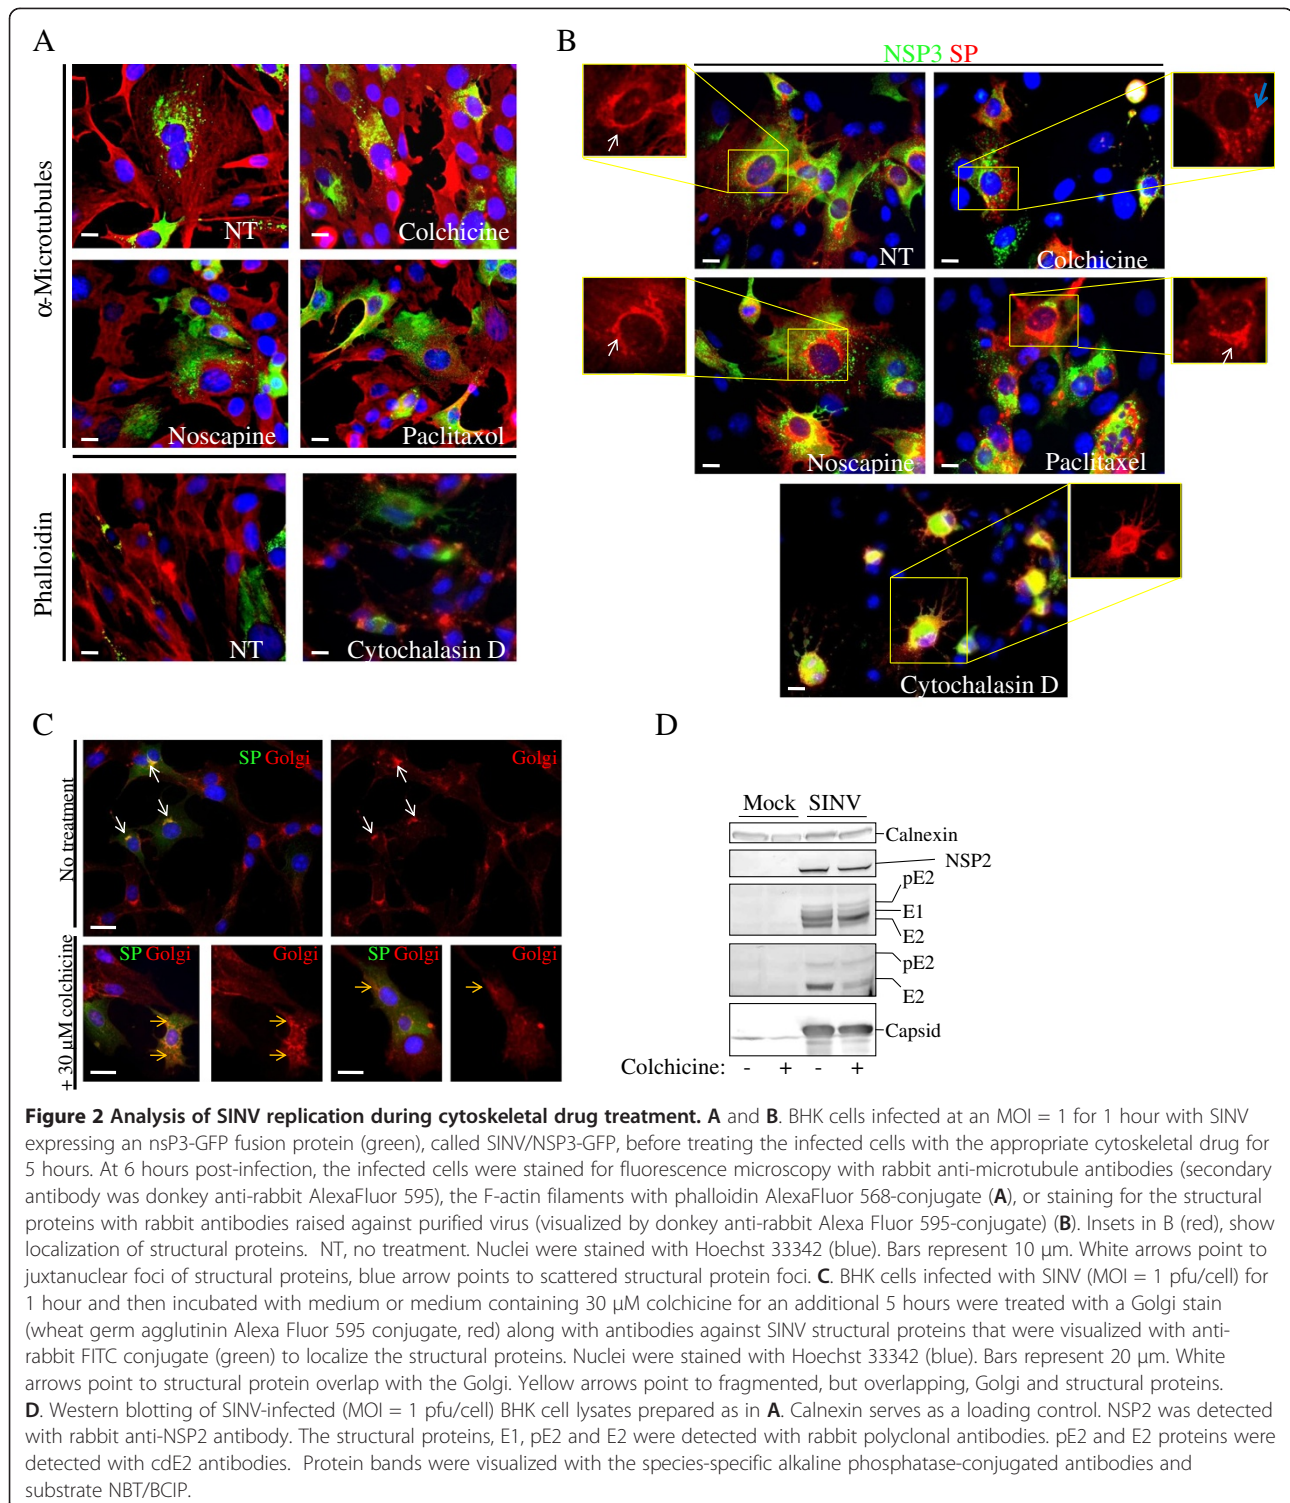 A
α-Microtubules
NT
Colchicine
Noscapine
Paclitaxol
Phalloidin
NT
Cytochalasin D
B
NSP3 SP
NT
Colchicine
Noscapine
Paclitaxel
Cytochalasin D
C
No treatment
SP Golgi
Golgi
+ 30 µM colchicine
SP Golgi
Golgi
SP Golgi
Golgi
D
Mock SINV
Calnexin
NSP2
pE2
E1
E2
pE2
E2
Capsid
Colchicine: - + - +
Figure 2 Analysis of SINV replication during cytoskeletal drug treatment. A and B. BHK cells infected at an MOI = 1 for 1 hour with SINV
expressing an nsP3-GFP fusion protein (green), called SINV/NSP3-GFP, before treating the infected cells with the appropriate cytoskeletal drug for
5 hours. At 6 hours post-infection, the infected cells were stained for fluorescence microscopy with rabbit anti-microtubule antibodies (secondary
antibody was donkey anti-rabbit AlexaFluor 595), the F-actin filaments with phalloidin AlexaFluor 568-conjugate (A), or staining for the structural
proteins with rabbit antibodies raised against purified virus (visualized by donkey anti-rabbit Alexa Fluor 595-conjugate) (B). Insets in B (red), show
localization of structural proteins. NT, no treatment. Nuclei were stained with Hoechst 33342 (blue). Bars represent 10 µm. White arrows point to
juxtanuclear foci of structural proteins, blue arrow points to scattered structural protein foci. C. BHK cells infected with SINV (MOI = 1 pfu/cell) for
1 hour and then incubated with medium or medium containing 30 µM colchicine for an additional 5 hours were treated with a Golgi stain
(wheat germ agglutinin Alexa Fluor 595 conjugate, red) along with antibodies against SINV structural proteins that were visualized with anti-
rabbit FITC conjugate (green) to localize the structural proteins. Nuclei were stained with Hoechst 33342 (blue). Bars represent 20 µm. White
arrows point to structural protein overlap with the Golgi. Yellow arrows point to fragmented, but overlapping, Golgi and structural proteins.
D. Western blotting of SINV-infected (MOI = 1 pfu/cell) BHK cell lysates prepared as in A. Calnexin serves as a loading control. NSP2 was detected
with rabbit anti-NSP2 antibody. The structural proteins, E1, pE2 and E2 were detected with rabbit polyclonal antibodies. pE2 and E2 proteins were
detected with cdE2 antibodies. Protein bands were visualized with the species-specific alkaline phosphatase-conjugated antibodies and
substrate NBT/BCIP.